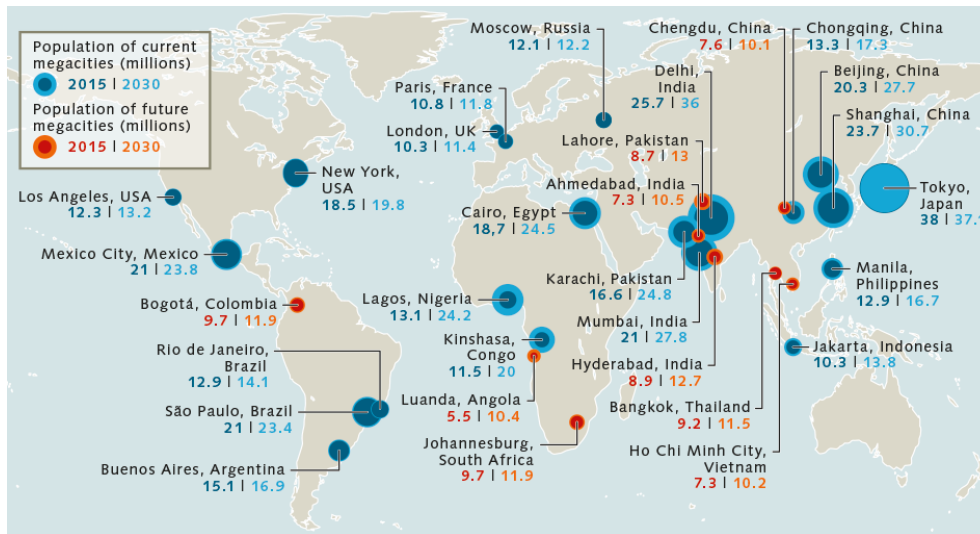 Population of current
megacities (millions)
2015 | 2030
Population of future
megacities (millions)
2015 | 2030
Moscow, Russia
12.1 | 12.2
Chengdu, China
7.6 | 10.1
Chongqing, China
13.3 | 17.3
Paris, France
10.8 | 11.8
Delhi,
India
25.7 | 36
Beijing, China
20.3 | 27.7
London, UK
10.3 | 11.4
Lahore, Pakistan
8.7 | 13
Shanghai, China
23.7 | 30.7
New York,
USA
18.5 | 19.8
Los Angeles, USA
12.3 | 13.2
Ahmedabad, India
7.3 | 10.5
Tokyo,
Japan
38 | 37.
Cairo, Egypt
18,7 | 24.5
Mexico City, Mexico
21 | 23.8
Karachi, Pakistan
16.6 | 24.8
Manila,
Philippines
12.9 | 16.7
Bogotá, Colombia
9.7 | 11.9
Lagos, Nigeria
13.1 | 24.2
Mumbai, India
21 | 27.8
Kinshasa,
Congo
11.5 | 20
Jakarta, Indonesia
10.3 | 13.8
Rio de Janeiro,
Brazil
12.9 | 14.1
Hyderabad, India
8.9 | 12.7
Luanda, Angola
5.5 | 10.4
Bangkok, Thailand
9.2 | 11.5
São Paulo, Brazil
21 | 23.4
Johannesburg,
South Africa
9.7 | 11.9
Ho Chi Minh City,
Vietnam
7.3 | 10.2
Buenos Aires, Argentina
15.1 | 16.9